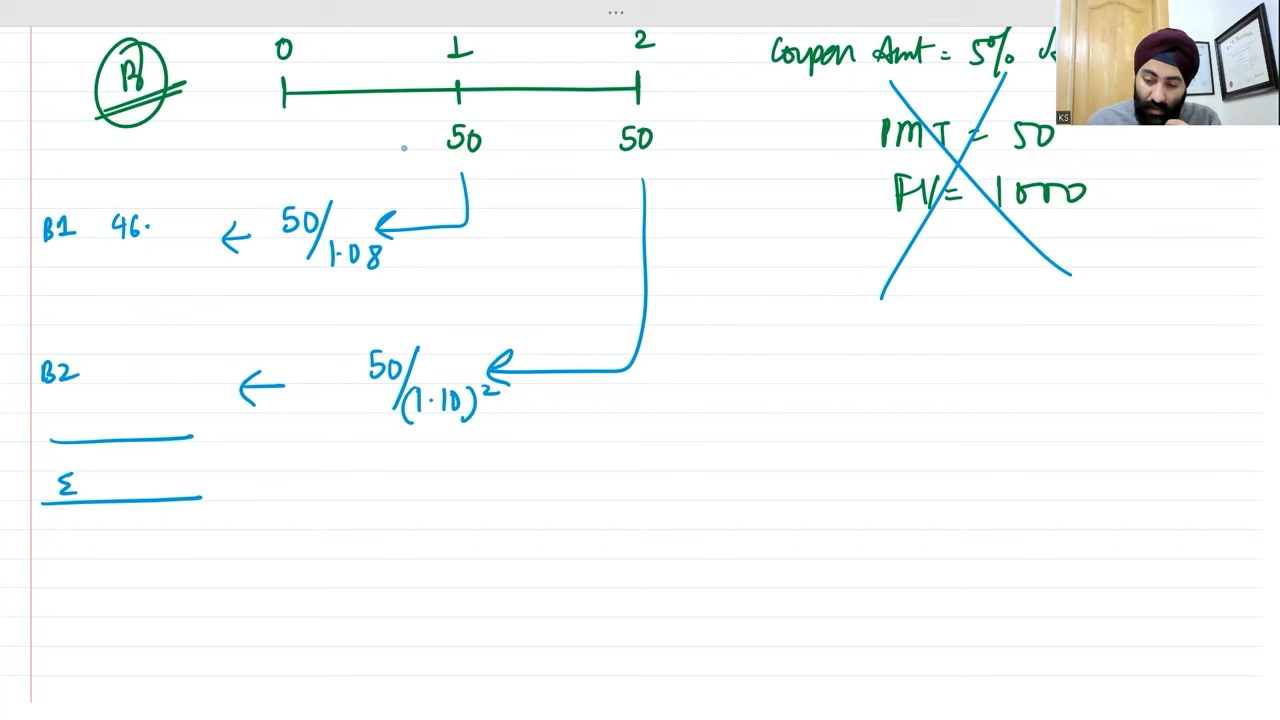 R
0 1 2
Coupon Amt = 5%
50 50
PMT = 50
FV = 1000
B1 46. ← 50/1.08
B2 ← 50/(1.10)²
Σ
KS